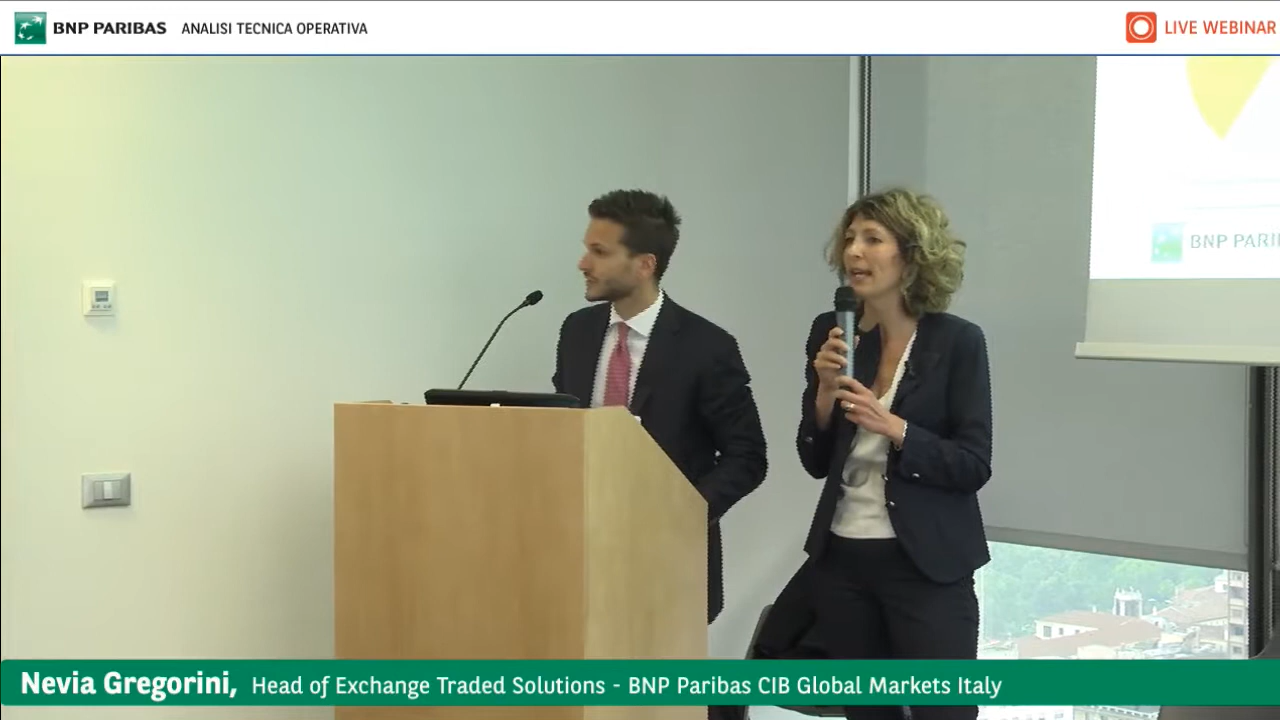 BNP PARIBAS ANALISI TECNICA OPERATIVA
LIVE WEBINAR
BNP PARI
Nevia Gregorini, Head of Exchange Traded Solutions - BNP Paribas CIB Global Markets Italy